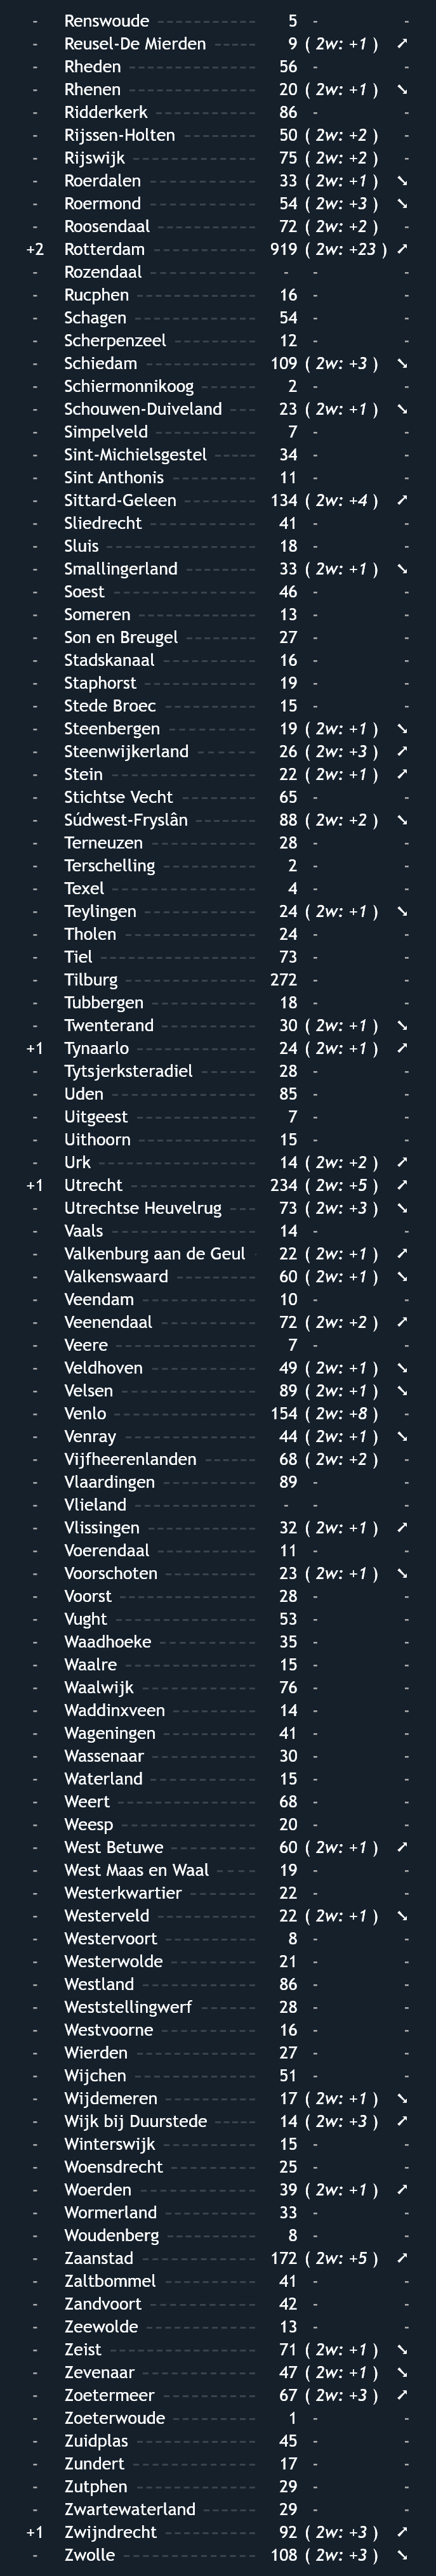 - Renswoude 5 - -
- Reusel-De Mierden 9 ( 2w: +1 ) ➚
- Rheden 56 - -
- Rhenen 20 ( 2w: +1 ) ➘
- Ridderkerk 86 - -
- Rijssen-Holten 50 ( 2w: +2 ) -
- Rijswijk 75 ( 2w: +2 ) -
- Roerdalen 33 ( 2w: +1 ) ➘
- Roermond 54 ( 2w: +3 ) ➘
- Roosendaal 72 ( 2w: +2 ) -
+2 Rotterdam 919 ( 2w: +23 ) ➚
- Rozendaal - - -
- Rucphen 16 - -
- Schagen 54 - -
- Scherpenzeel 12 - -
- Schiedam 109 ( 2w: +3 ) ➘
- Schiermonnikoog 2 - -
- Schouwen-Duiveland 23 ( 2w: +1 ) ➘
- Simpelveld 7 - -
- Sint-Michielsgestel 34 - -
- Sint Anthonis 11 - -
- Sittard-Geleen 134 ( 2w: +4 ) ➚
- Sliedrecht 41 - -
- Sluis 18 - -
- Smallingerland 33 ( 2w: +1 ) ➘
- Soest 46 - -
- Someren 13 - -
- Son en Breugel 27 - -
- Stadskanaal 16 - -
- Staphorst 19 - -
- Stede Broec 15 - -
- Steenbergen 19 ( 2w: +1 ) ➘
- Steenwijkerland 26 ( 2w: +3 ) ➚
- Stein 22 ( 2w: +1 ) ➚
- Stichtse Vecht 65 - -
- Súdwest-Fryslân 88 ( 2w: +2 ) ➘
- Terneuzen 28 - -
- Terschelling 2 - -
- Texel 4 - -
- Teylingen 24 ( 2w: +1 ) ➘
- Tholen 24 - -
- Tiel 73 - -
- Tilburg 272 - -
- Tubbergen 18 - -
- Twenterand 30 ( 2w: +1 ) ➘
+1 Tynaarlo 24 ( 2w: +1 ) ➚
- Tytsjerksteradiel 28 - -
- Uden 85 - -
- Uitgeest 7 - -
- Uithoorn 15 - -
- Urk 14 ( 2w: +2 ) ➚
+1 Utrecht 234 ( 2w: +5 ) ➚
- Utrechtse Heuvelrug 73 ( 2w: +3 ) ➘
- Vaals 14 - -
- Valkenburg aan de Geul 22 ( 2w: +1 ) ➚
- Valkenswaard 60 ( 2w: +1 ) ➘
- Veendam 10 - -
- Veenendaal 72 ( 2w: +2 ) ➚
- Veere 7 - -
- Veldhoven 49 ( 2w: +1 ) ➘
- Velsen 89 ( 2w: +1 ) ➘
- Venlo 154 ( 2w: +8 ) -
- Venray 44 ( 2w: +1 ) ➘
- Vijfheerenlanden 68 ( 2w: +2 ) -
- Vlaardingen 89 - -
- Vlieland - - -
- Vlissingen 32 ( 2w: +1 ) ➚
- Voerendaal 11 - -
- Voorschoten 23 ( 2w: +1 ) ➘
- Voorst 28 - -
- Vught 53 - -
- Waadhoeke 35 - -
- Waalre 15 - -
- Waalwijk 76 - -
- Waddinxveen 14 - -
- Wageningen 41 - -
- Wassenaar 30 - -
- Waterland 15 - -
- Weert 68 - -
- Weesp 20 - -
- West Betuwe 60 ( 2w: +1 ) ➚
- West Maas en Waal 19 - -
- Westerkwartier 22 - -
- Westerveld 22 ( 2w: +1 ) ➘
- Westervoort 8 - -
- Westerwolde 21 - -
- Westland 86 - -
- Weststellingwerf 28 - -
- Westvoorne 16 - -
- Wierden 27 - -
- Wijchen 51 - -
- Wijdemeren 17 ( 2w: +1 ) ➘
- Wijk bij Duurstede 14 ( 2w: +3 ) ➚
- Winterswijk 15 - -
- Woensdrecht 25 - -
- Woerden 39 ( 2w: +1 ) ➚
- Wormerland 33 - -
- Woudenberg 8 - -
- Zaanstad 172 ( 2w: +5 ) ➚
- Zaltbommel 41 - -
- Zandvoort 42 - -
- Zeewolde 13 - -
- Zeist 71 ( 2w: +1 ) ➘
- Zevenaar 47 ( 2w: +1 ) ➘
- Zoetermeer 67 ( 2w: +3 ) ➚
- Zoeterwoude 1 - -
- Zuidplas 45 - -
- Zundert 17 - -
- Zutphen 29 - -
- Zwartewaterland 29 - -
+1 Zwijndrecht 92 ( 2w: +3 ) ➚
- Zwolle 108 ( 2w: +3 ) ➘